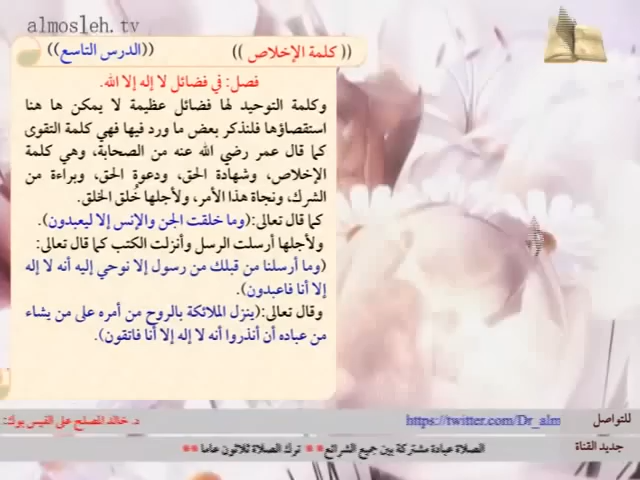 almosleh.tv
((كلمة الإخلاص))
((الدرس التاسع))
فصل: في فضائل لا إله إلا الله.
وكلمة التوحيد لها فضائل عظيمة لا يمكن ها هنا
استقصاؤها فلنذكر بعض ما ورد فيها فهي كلمة التقوى
كما قال عمر رضي الله عنه من الصحابة، وهي كلمة
الإخلاص، وشهادة الحق، ودعوة الحق، وبراءة من
الشرك، ونجاة هذا الأمر، ولأجلها خُلق الخلق.
كما قال تعالى:(وما خلقت الجن والإنس إلا ليعبدون).
ولأجلها أرسلت الرسل وأنزلت الكتب كما قال تعالى:
(وما أرسلنا من قبلك من رسول إلا نوحي إليه أنه لا إله
إلا أنا فاعبدون).
وقال تعالى:(ينزل الملائكة بالروح من أمره على من يشاء
من عباده أن أنذروا أنه لا إله إلا أنا فاتقون).
للتواصل https://twitter.com/Dr_alm د. خالد المصلح على الفيس بوك:
جديد القناة الصلاة عبادة مشتركة بين جميع الشرائع ** ترك الصلاة ثلاثون عاما **